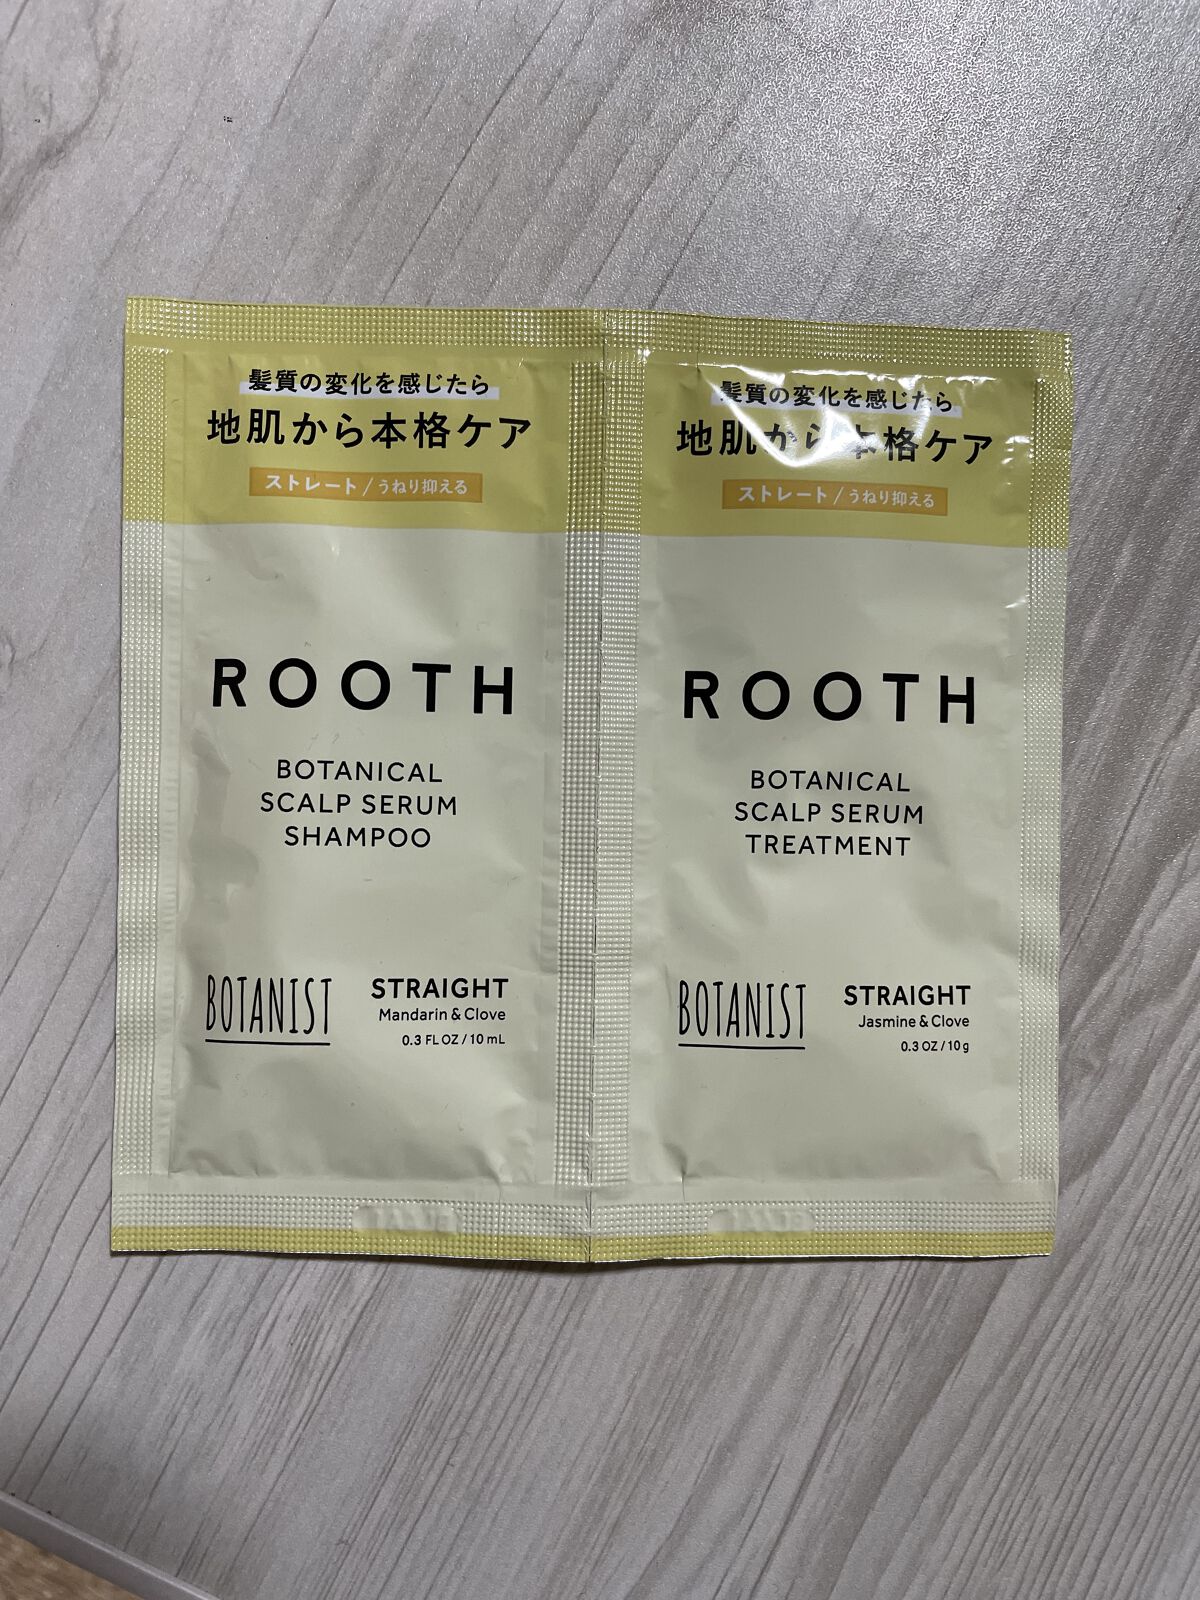 髪質の変化を感じたら
地肌から本格ケア
ストレート/うねり抑える
ROOTH
BOTANICAL
SCALP SERUM
SHAMPOO
BOTANIST
STRAIGHT
Mandarin & Clove
0.3 FL OZ / 10 mL
髪質の変化を感じたら
地肌から本格ケア
ストレート/うねり抑える
ROOTH
BOTANICAL
SCALP SERUM
TREATMENT
BOTANIST
STRAIGHT
Jasmine & Clove
0.3 OZ / 10 g